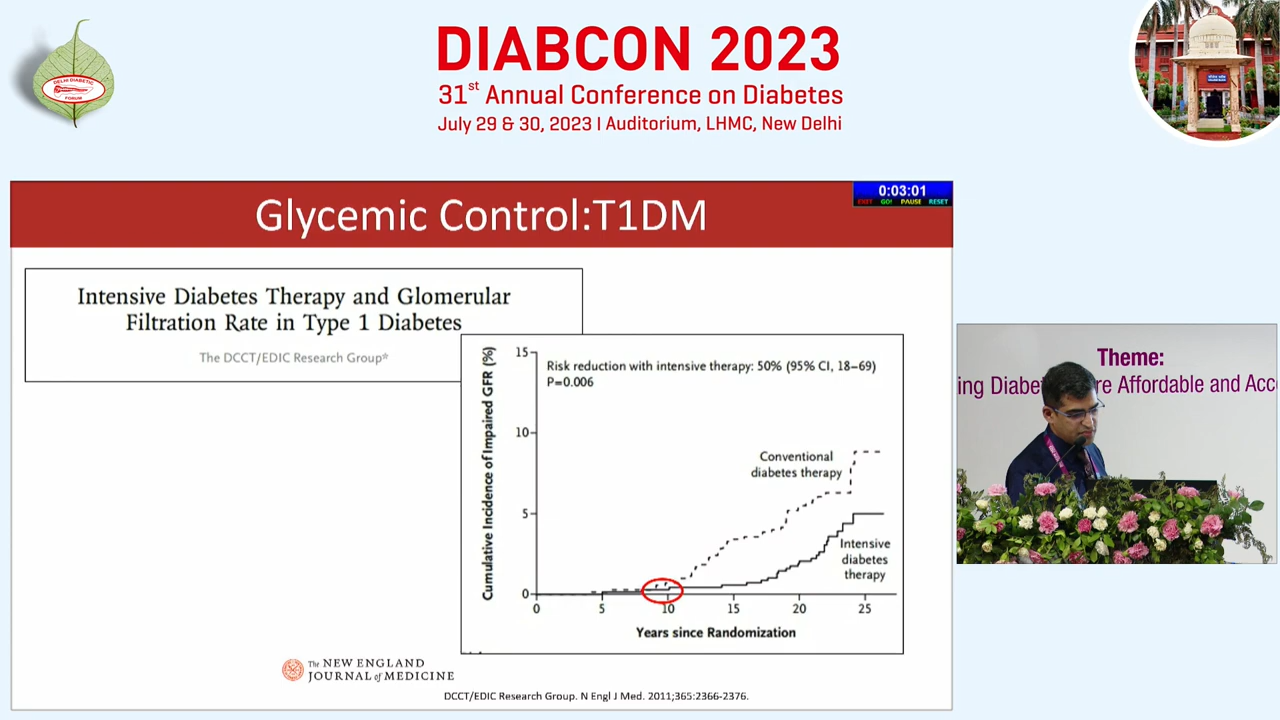 DELHI DIABETIC
FORUM
DIABCON 2023
31st Annual Conference on Diabetes
July 29 & 30, 2023 | Auditorium, LHMC, New Delhi
Glycemic Control:T1DM
0:03:01
EXIT GO! PAUSE RESET
Intensive Diabetes Therapy and Glomerular
Filtration Rate in Type 1 Diabetes
The DCCT/EDIC Research Group*
Cumulative Incidence of Impaired GFR (%)
15
10
5
0
Risk reduction with intensive therapy: 50% (95% CI, 18–69)
P=0.006
Conventional
diabetes therapy
Intensive
diabetes
therapy
0 5 10 15 20 25
Years since Randomization
The NEW ENGLAND
JOURNAL of MEDICINE
DCCT/EDIC Research Group. N Engl J Med. 2011;365:2366-2376.
Theme:
ing Diabe re Affordable and Acc